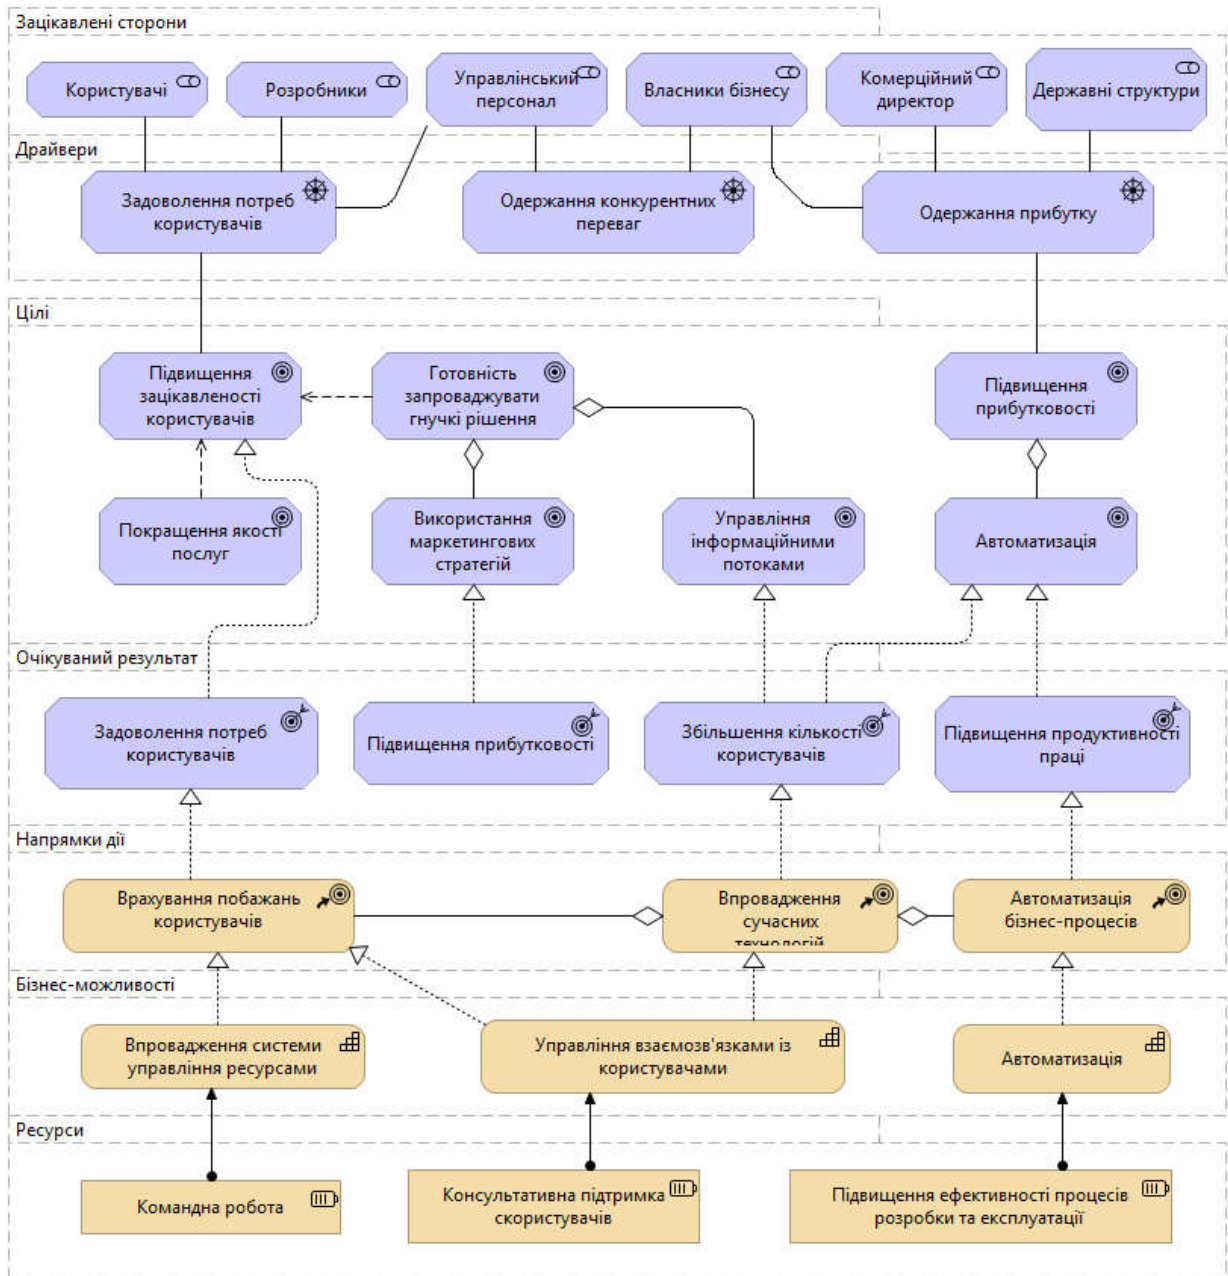 Зацікавлені сторони
Користувачі
Розробники
Управлінський
персонал
Власники бізнесу
Комерційний
директор
Державні структури
Драйвери
Задоволення потреб
користувачів
Одержання конкурентних
переваг
Одержання прибутку
Цілі
Підвищення
зацікавленості
користувачів
Готовність
запроваджувати
гнучкі рішення
Підвищення
прибутковості
Покращення якості
послуг
Використання
маркетингових
стратегій
Управління
інформаційними
потоками
Автоматизація
Очікуваний результат
Задоволення потреб
користувачів
Підвищення прибутковості
Збільшення кількості
користувачів
Підвищення продуктивності
праці
Напрямки дії
Врахування побажань
користувачів
Впровадження
сучасних
технологій
Автоматизація
бізнес-процесів
Бізнес-можливості
Впровадження системи
управління ресурсами
Управління взаємозв'язками із
користувачами
Автоматизація
Ресурси
Командна робота
Консультативна підтримка
скористувачів
Підвищення ефективності процесів
розробки та експлуатації